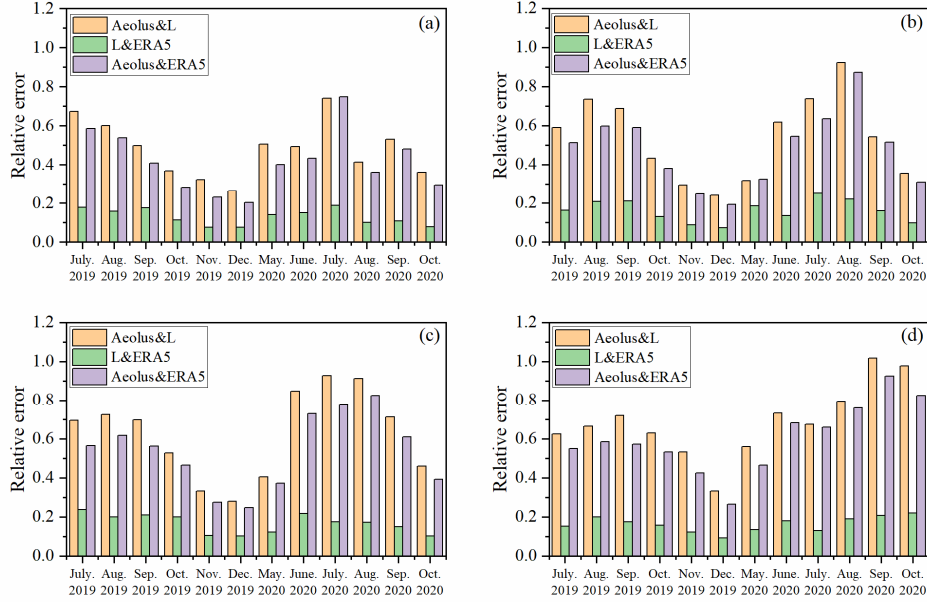 (a)
Relative error
1.2
1.0
0.8
0.6
0.4
0.2
0.0
Aeolus&L
L&ERA5
Aeolus&ERA5
July. Aug. Sep. Oct. Nov. Dec. May. June. July. Aug. Sep. Oct.
2019 2019 2019 2019 2019 2019 2020 2020 2020 2020 2020 2020
(b)
Relative error
1.2
1.0
0.8
0.6
0.4
0.2
0.0
Aeolus&L
L&ERA5
Aeolus&ERA5
July. Aug. Sep. Oct. Nov. Dec. May. June. July. Aug. Sep. Oct.
2019 2019 2019 2019 2019 2019 2020 2020 2020 2020 2020 2020
(c)
Relative error
1.2
1.0
0.8
0.6
0.4
0.2
0.0
Aeolus&L
L&ERA5
Aeolus&ERA5
July. Aug. Sep. Oct. Nov. Dec. May. June. July. Aug. Sep. Oct.
2019 2019 2019 2019 2019 2019 2020 2020 2020 2020 2020 2020
(d)
Relative error
1.2
1.0
0.8
0.6
0.4
0.2
0.0
Aeolus&L
L&ERA5
Aeolus&ERA5
July. Aug. Sep. Oct. Nov. Dec. May. June. July. Aug. Sep. Oct.
2019 2019 2019 2019 2019 2019 2020 2020 2020 2020 2020 2020